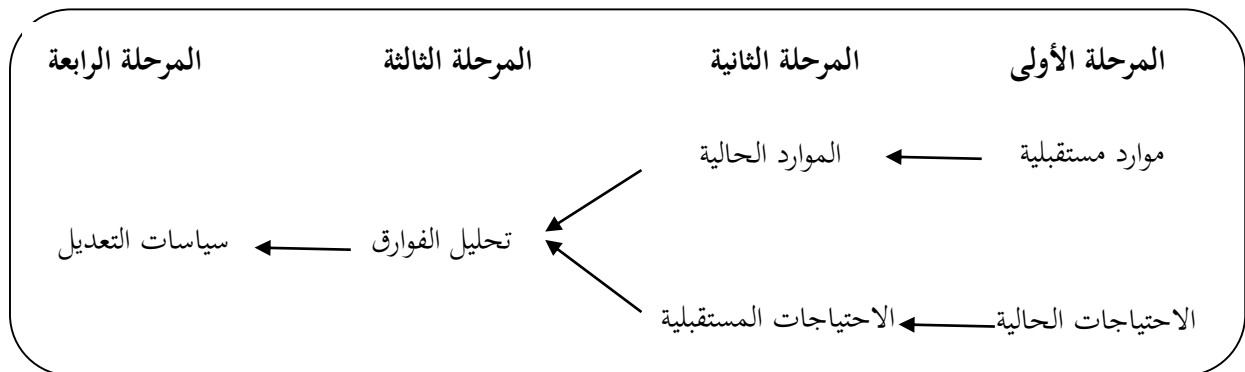 المرحلة الأولى المرحلة الثانية المرحلة الثالثة المرحلة الرابعة
موارد مستقبلية الموارد الحالية
تحليل الفوارق سياسات التعديل
الاحتياجات الحالية الاحتياجات المستقبلية